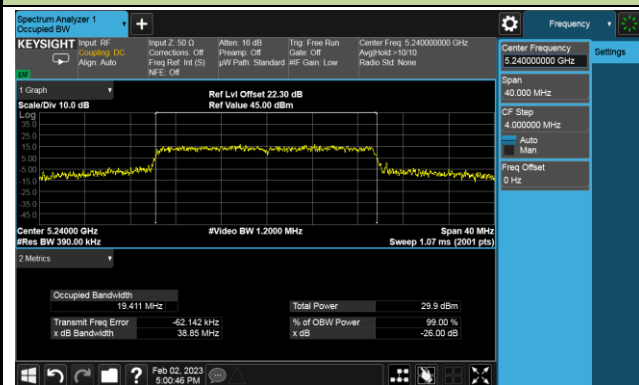 Spectrum Analyzer 1
Occupied BW
Frequency
KEYSIGHT
Input: RF
Coupling: DC
Align: Auto
Input Z: 50 Ω
Corrections: Off
Freq Ref: Int (S)
NFE: Off
Atten: 16 dB
Preamp: Off
µW Path: Standard
Trig: Free Run
Gate: Off
#IF Gain: Low
Center Freq: 5.240000000 GHz
Avg|Hold:>10/10
Radio Std: None
Center Frequency
5.240000000 GHz
Settings
Span
40.000 MHz
CF Step
4.000000 MHz
Auto
Man
Freq Offset
0 Hz
1 Graph
Scale/Div 10.0 dB
Ref Lvl Offset 22.30 dB
Ref Value 45.00 dBm
Log
35.0
25.0
15.0
5.00
-5.00
-15.0
-25.0
-35.0
-45.0
Center 5.24000 GHz
#Res BW 390.00 kHz
#Video BW 1.2000 MHz
Span 40 MHz
Sweep 1.07 ms (2001 pts)
2 Metrics
Occupied Bandwidth
19.411 MHz
Total Power 29.9 dBm
Transmit Freq Error -62.142 kHz
% of OBW Power 99.00 %
x dB Bandwidth 38.85 MHz
x dB -26.00 dB
?
Feb 02, 2023
5:00:46 PM